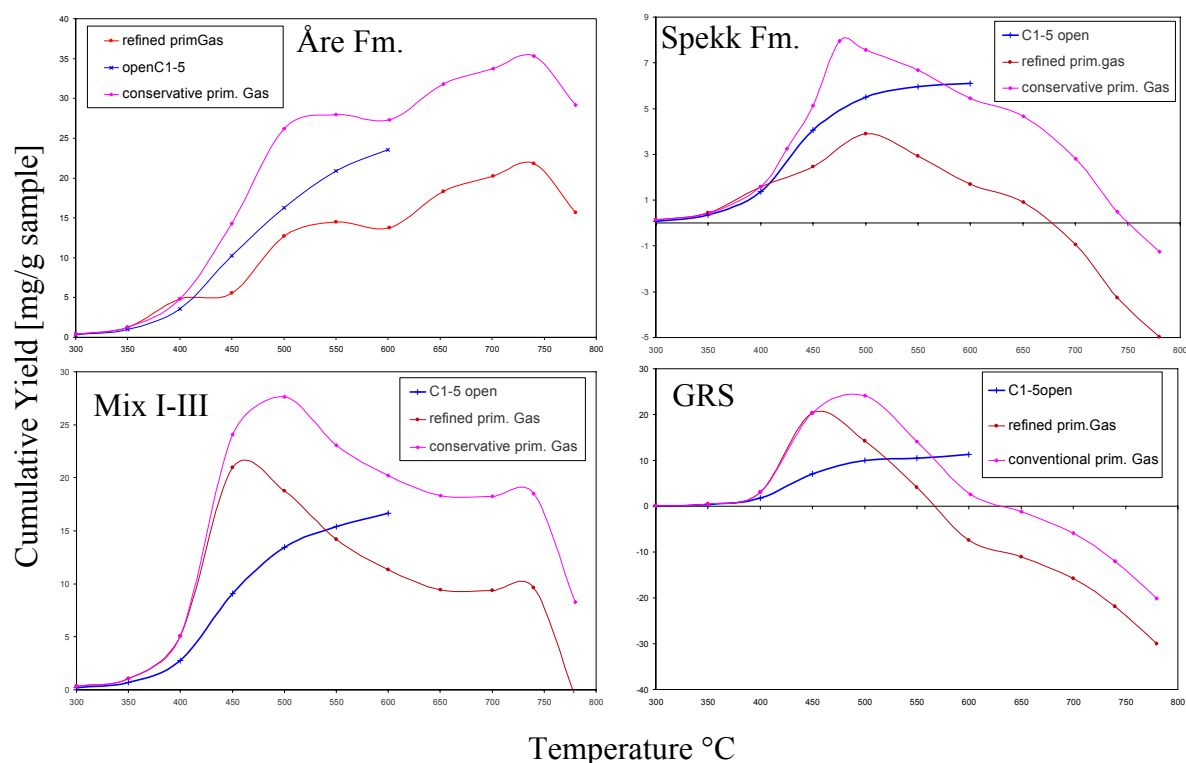 Cumulative Yield [mg/g sample]
Åre Fm.
refined primGas
openC1-5
conservative prim. Gas
40
35
30
25
20
15
10
5
0
300 350 400 450 500 550 600 650 700 750 800
Spekk Fm.
C1-5 open
refined prim.gas
conservative prim. Gas
9
7
5
3
1
-1
-3
-5
300 350 400 450 500 550 600 650 700 750 800
Mix I-III
C1-5 open
refined prim. Gas
conservative prim. Gas
30
25
20
15
10
5
0
300 350 400 450 500 550 600 650 700 750 800
GRS
C1-5open
refined prim.Gas
conventional prim. Gas
30
20
10
0
-10
-20
-30
-40
300 350 400 450 500 550 600 650 700 750 800
Temperature °C